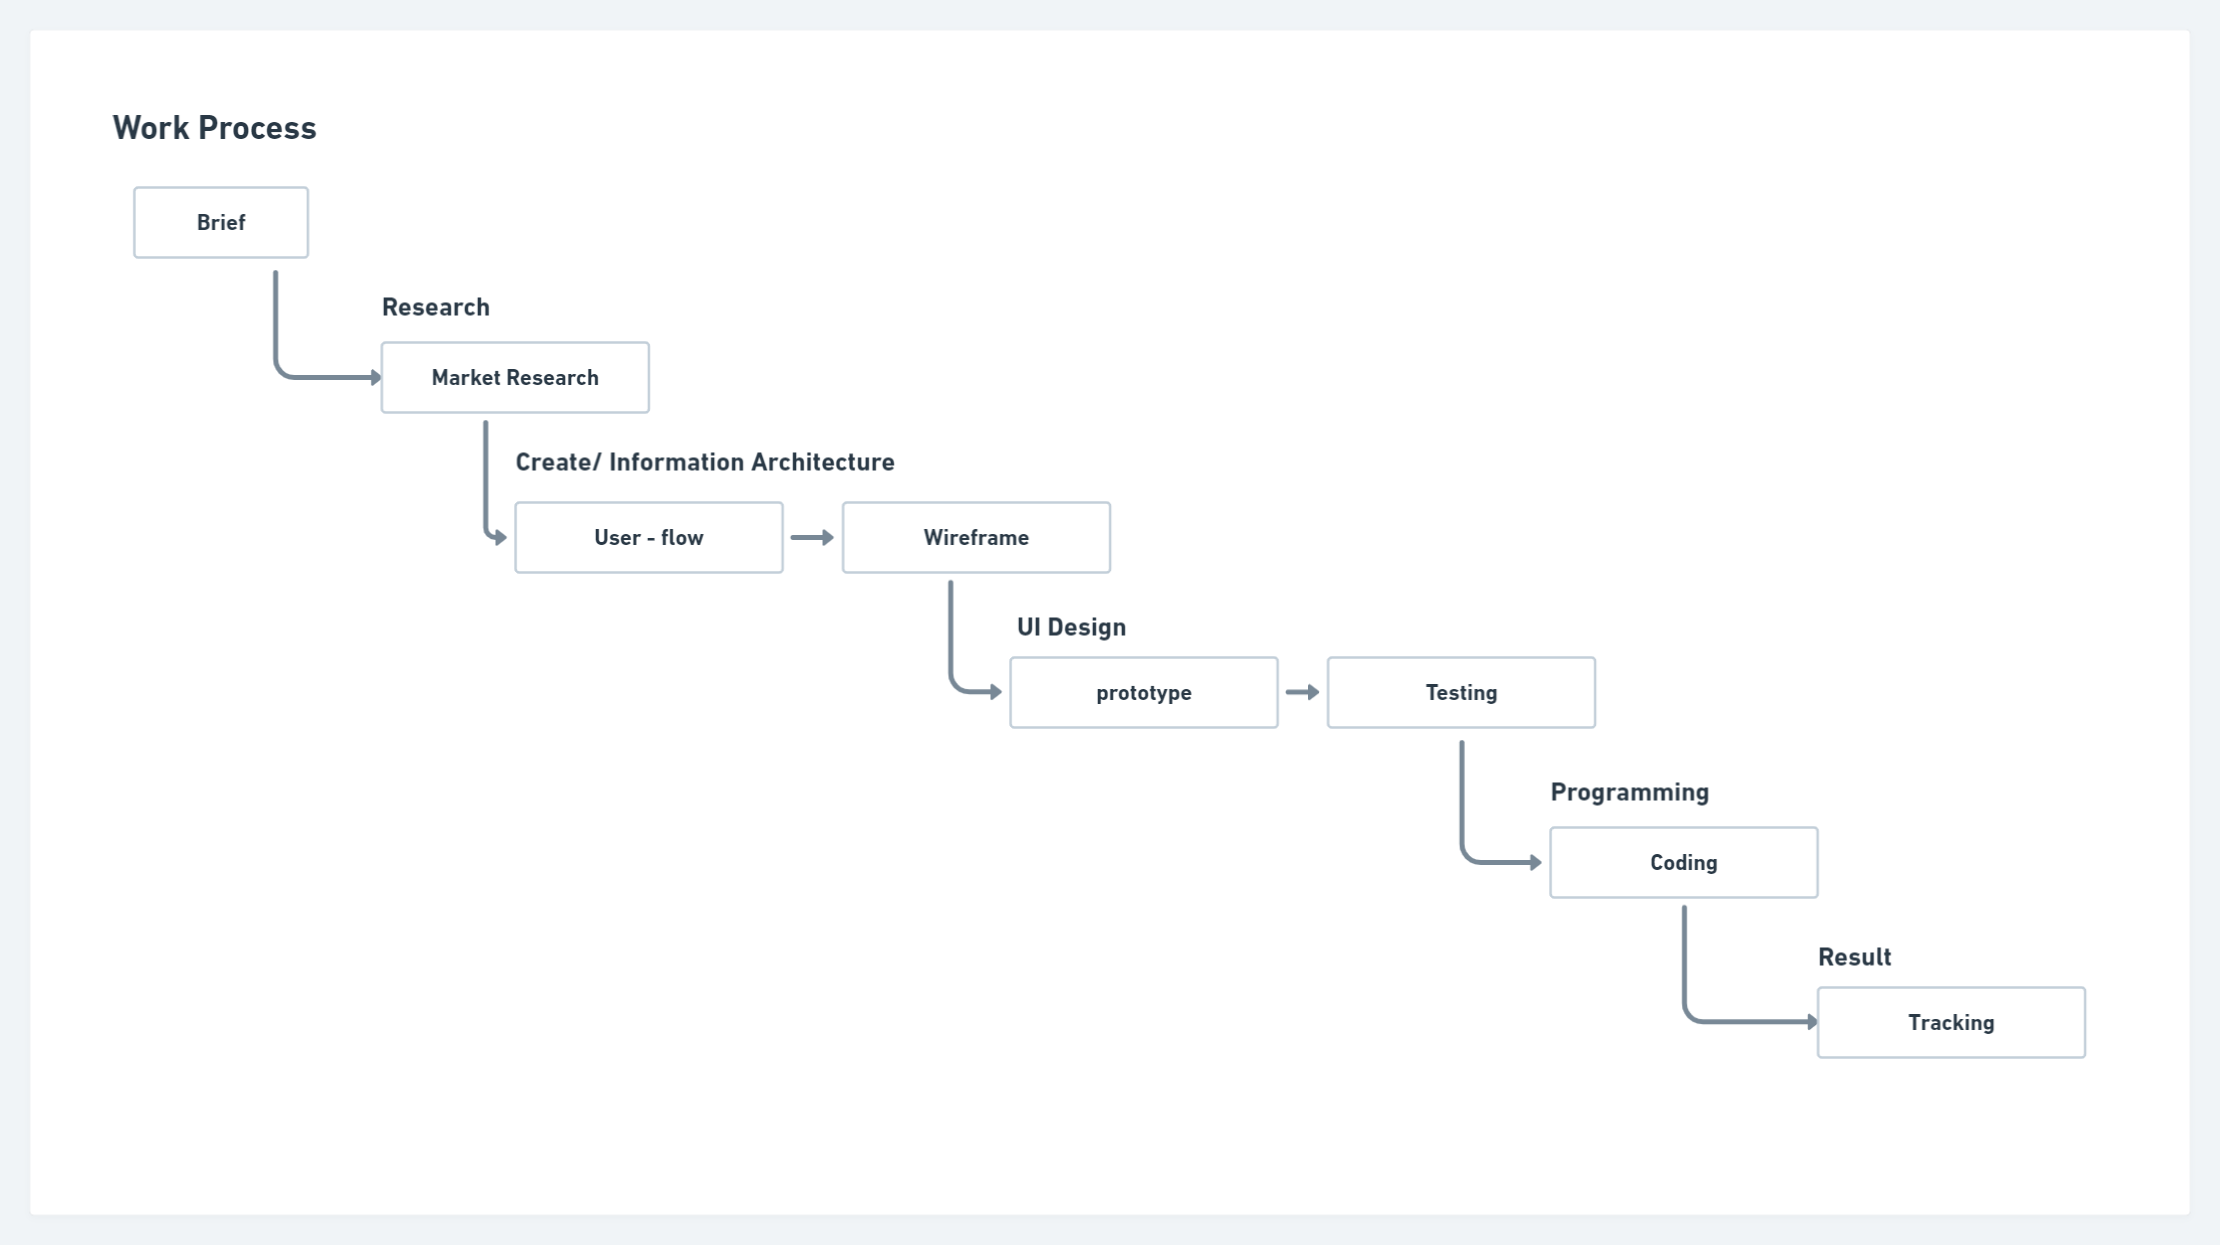 Work Process
Brief
Research
Market Research
Create/ Information Architecture
User - flow
Wireframe
UI Design
prototype
Testing
Programming
Coding
Result
Tracking